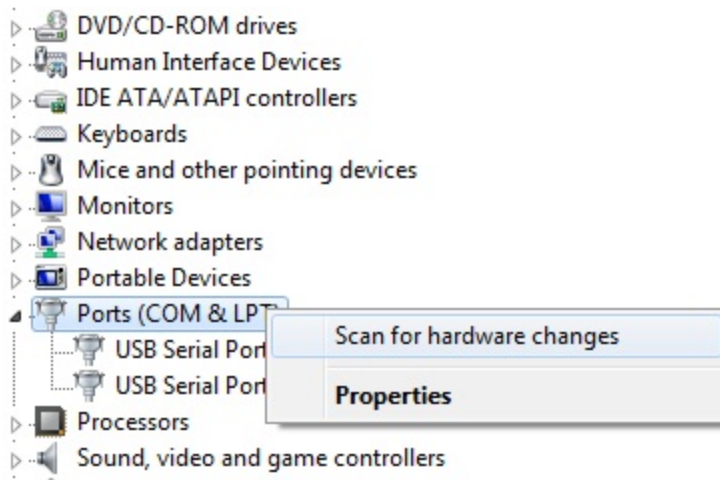 DVD/CD-ROM drives
Human Interface Devices
IDE ATA/ATAPI controllers
Keyboards
Mice and other pointing devices
Monitors
Network adapters
Portable Devices
Ports (COM & LPT)
Scan for hardware changes
USB Serial Port
USB Serial Port
Properties
Processors
Sound, video and game controllers